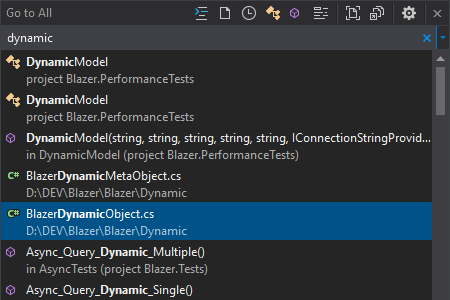 Go to All
dynamic
DynamicModel
project Blazer.PerformanceTests
DynamicModel
project Blazer.PerformanceTests
DynamicModel(string, string, string, string, string, IConnectionStringProvid...
in DynamicModel (project Blazer.PerformanceTests)
C# BlazerDynamicMetaObject.cs
D:\DEV\Blazer\Blazer\Dynamic
C# BlazerDynamicObject.cs
D:\DEV\Blazer\Blazer\Dynamic
Async_Query_Dynamic_Multiple()
in AsyncTests (project Blazer.Tests)
Async_Query_Dynamic_Single()